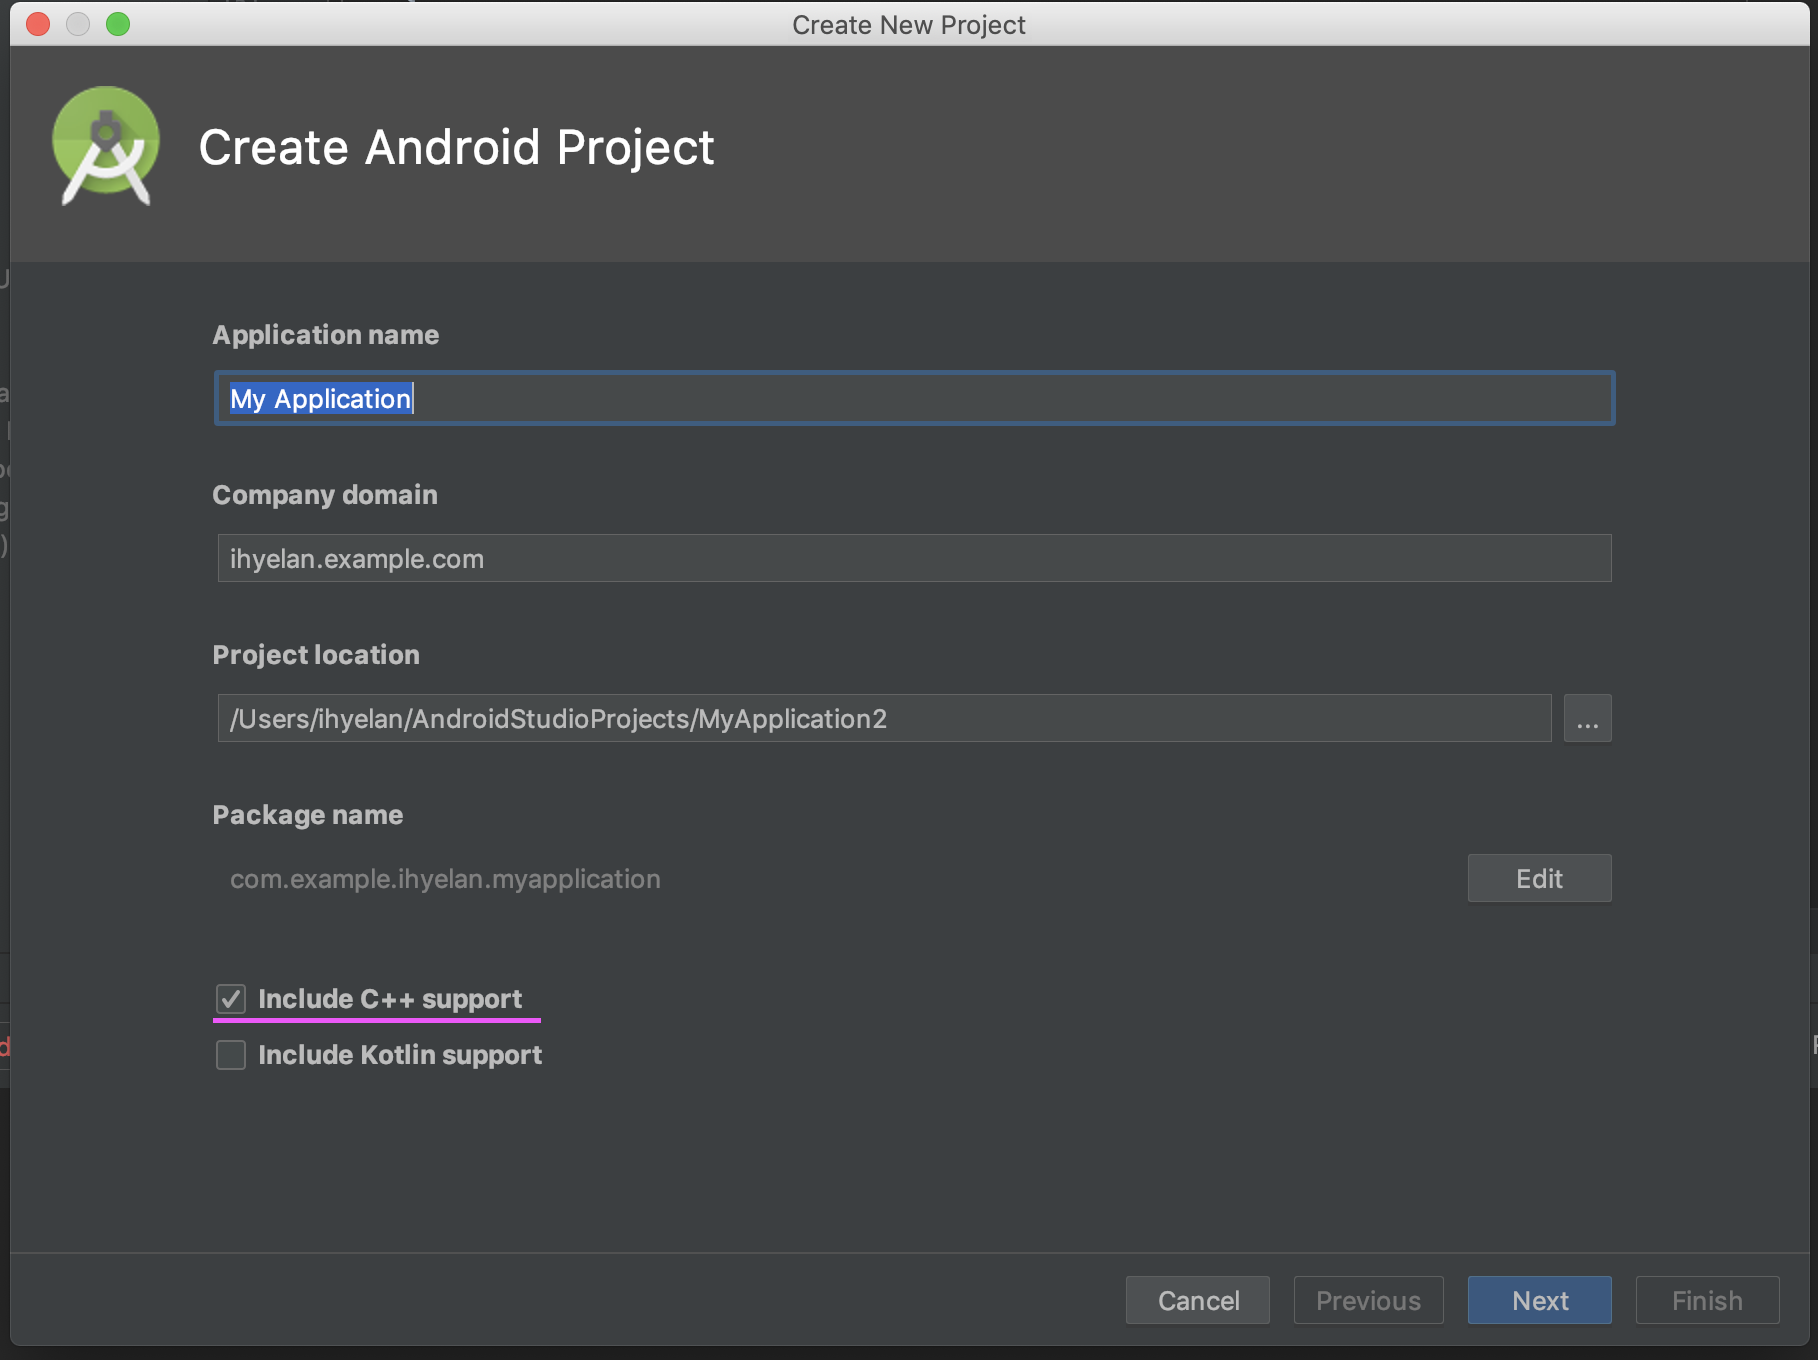 Create New Project
Create Android Project
Application name
My Application
Company domain
ihyelan.example.com
Project location
/Users/ihyelan/AndroidStudioProjects/MyApplication2
...
Package name
com.example.ihyelan.myapplication
Edit
Include C++ support
Include Kotlin support
Cancel
Previous
Next
Finish